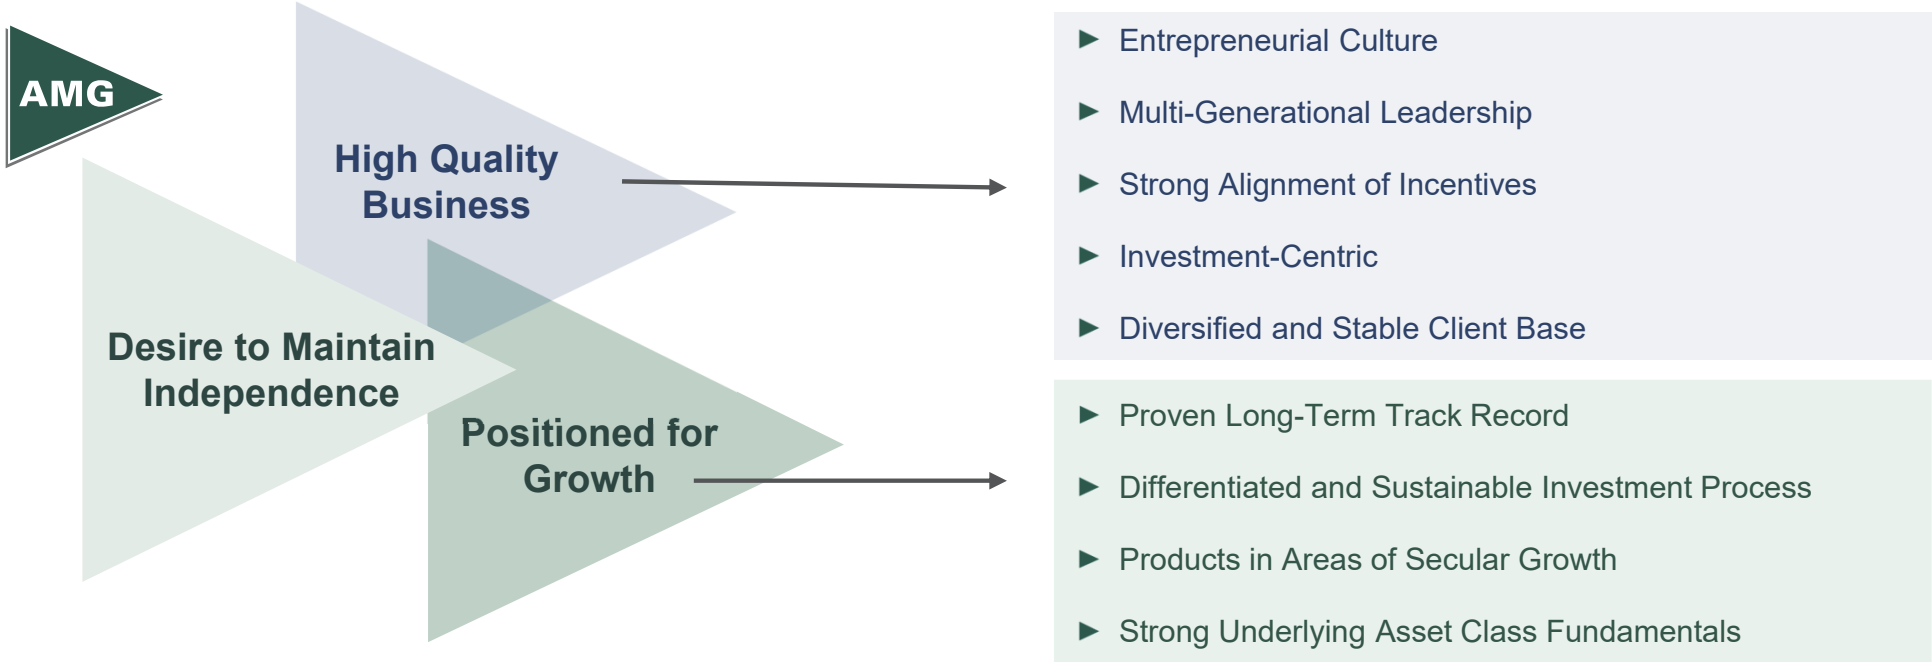 AMG
High Quality
Business
Desire to Maintain
Independence
Positioned for
Growth
Entrepreneurial Culture
Multi-Generational Leadership
Strong Alignment of Incentives
Investment-Centric
Diversified and Stable Client Base
Proven Long-Term Track Record
Differentiated and Sustainable Investment Process
Products in Areas of Secular Growth
Strong Underlying Asset Class Fundamentals